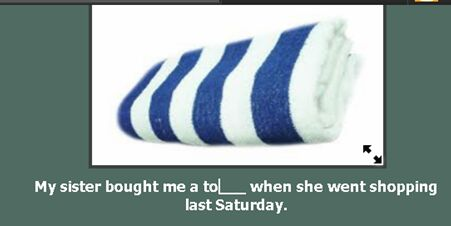 My sister bought me a to___ when she went shopping
last Saturday.